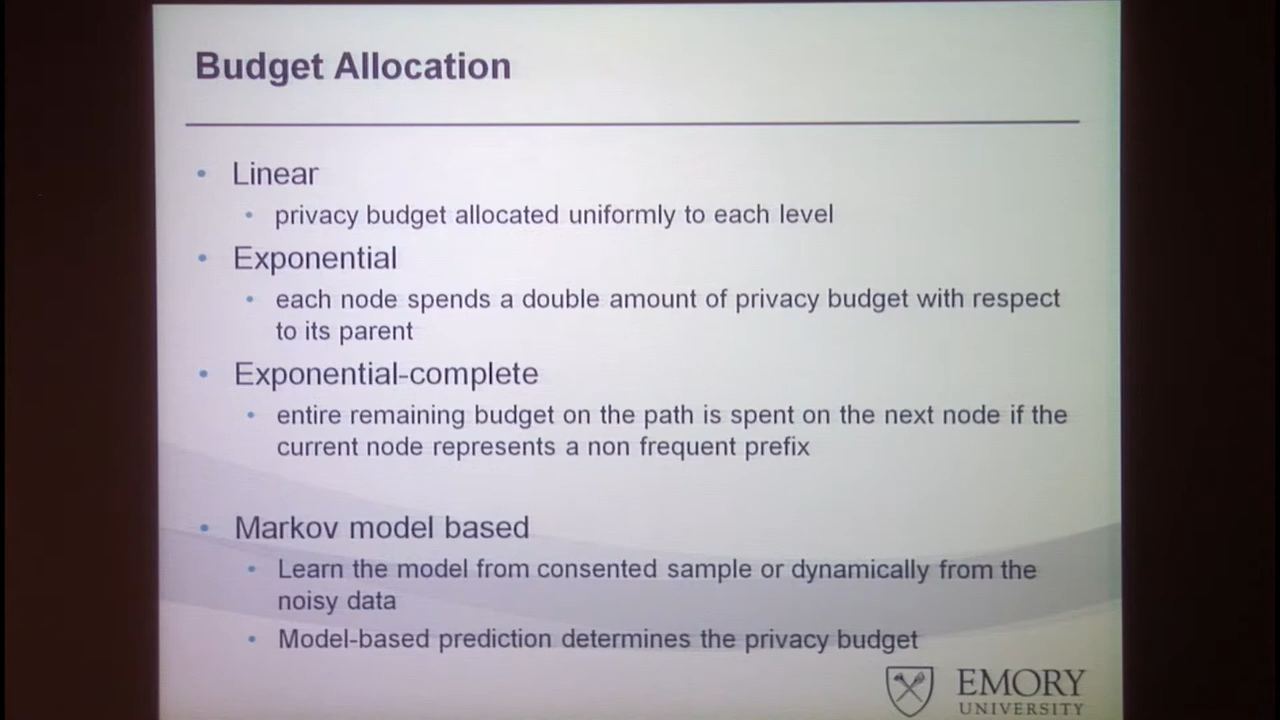 Budget Allocation
• Linear
• privacy budget allocated uniformly to each level
• Exponential
• each node spends a double amount of privacy budget with respect
to its parent
• Exponential-complete
• entire remaining budget on the path is spent on the next node if the
current node represents a non frequent prefix
• Markov model based
• Learn the model from consented sample or dynamically from the
noisy data
• Model-based prediction determines the privacy budget
EMORY
UNIVERSITY